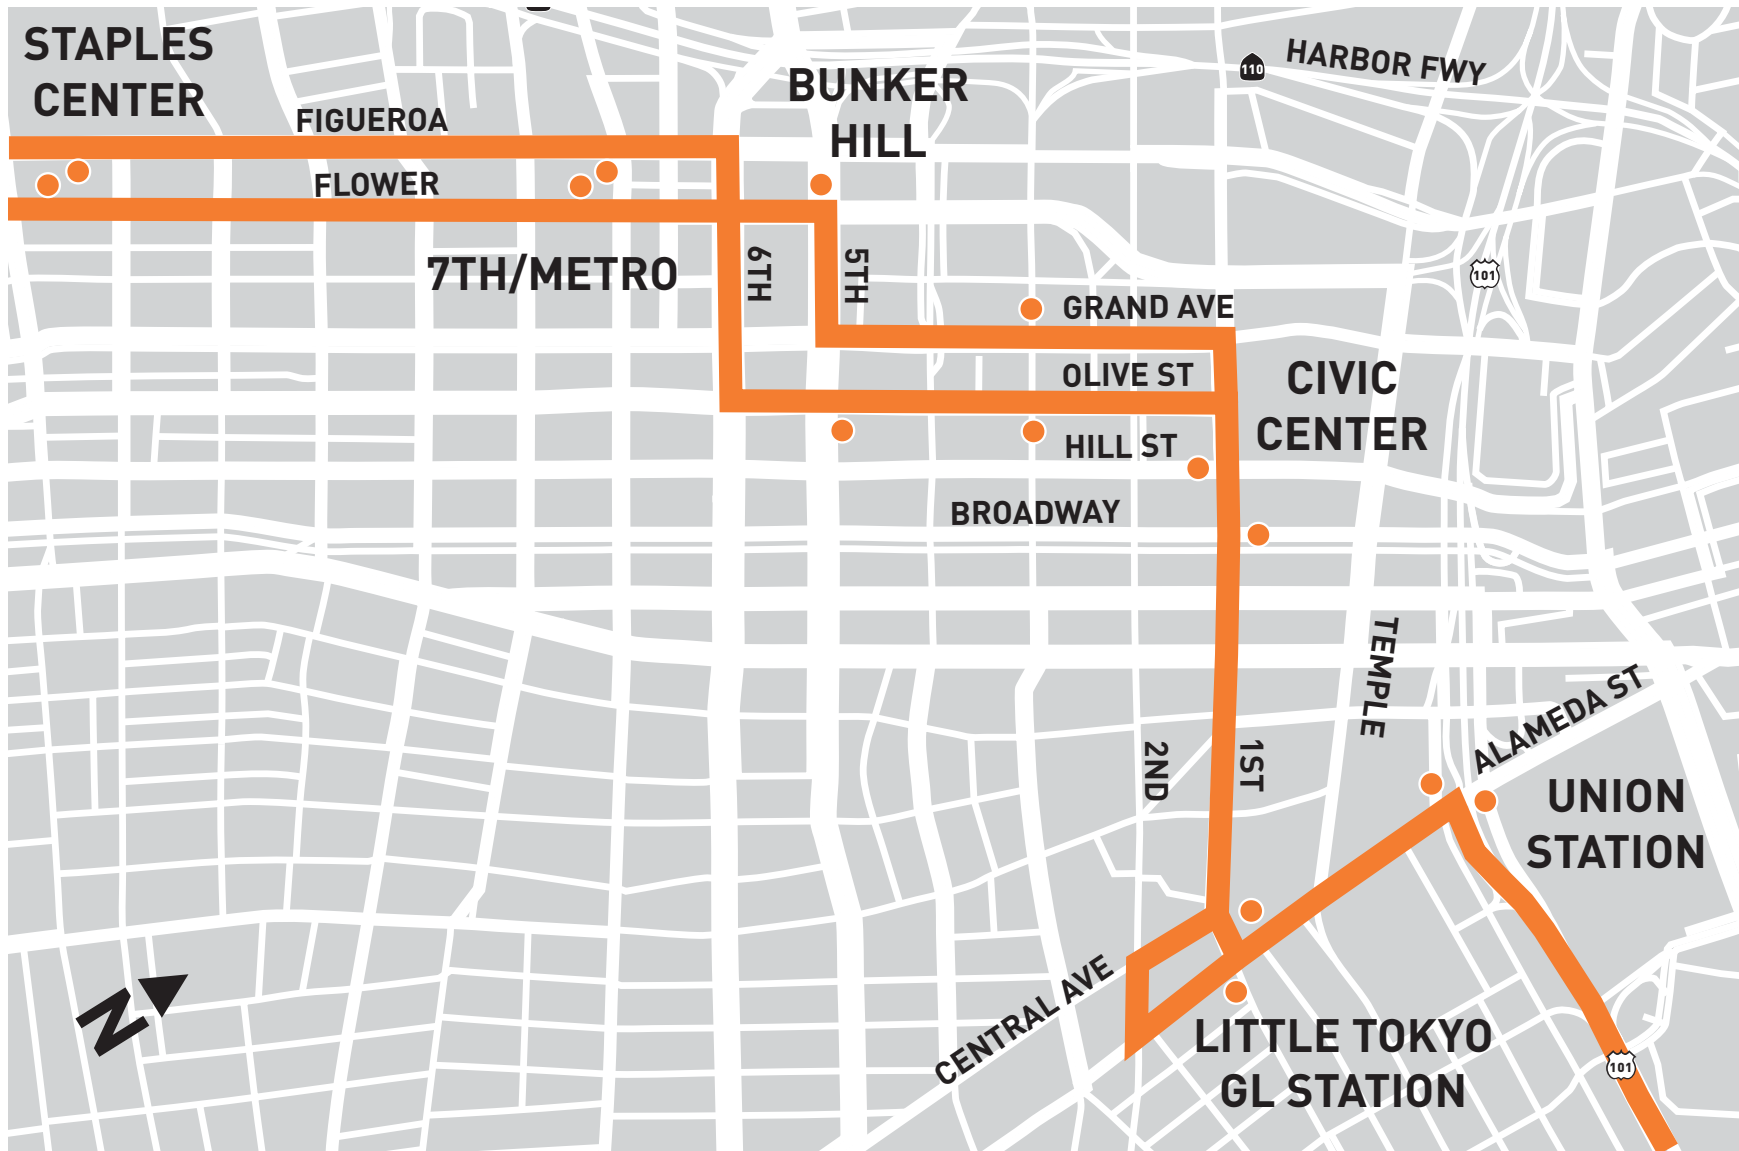 STAPLES
CENTER
BUNKER
HILL
110
HARBOR FWY
FIGUEROA
FLOWER
7TH/METRO
6TH
5TH
101
GRAND AVE
OLIVE ST
CIVIC
CENTER
HILL ST
BROADWAY
TEMPLE
ALAMEDA ST
2ND
1ST
UNION
STATION
CENTRAL AVE
N
LITTLE TOKYO
GL STATION
101